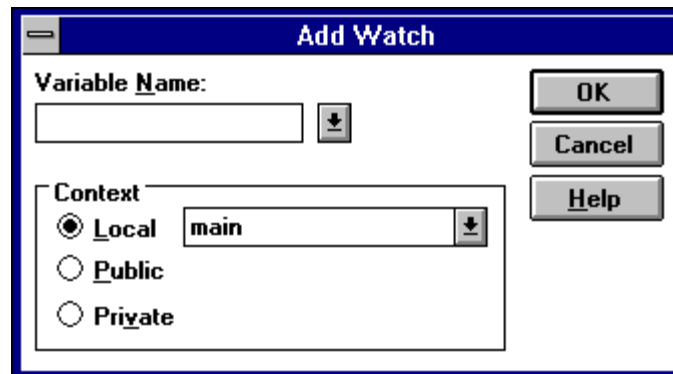 Add Watch
Variable Name:
OK
Cancel
Help
Context
Local
main
Public
Private